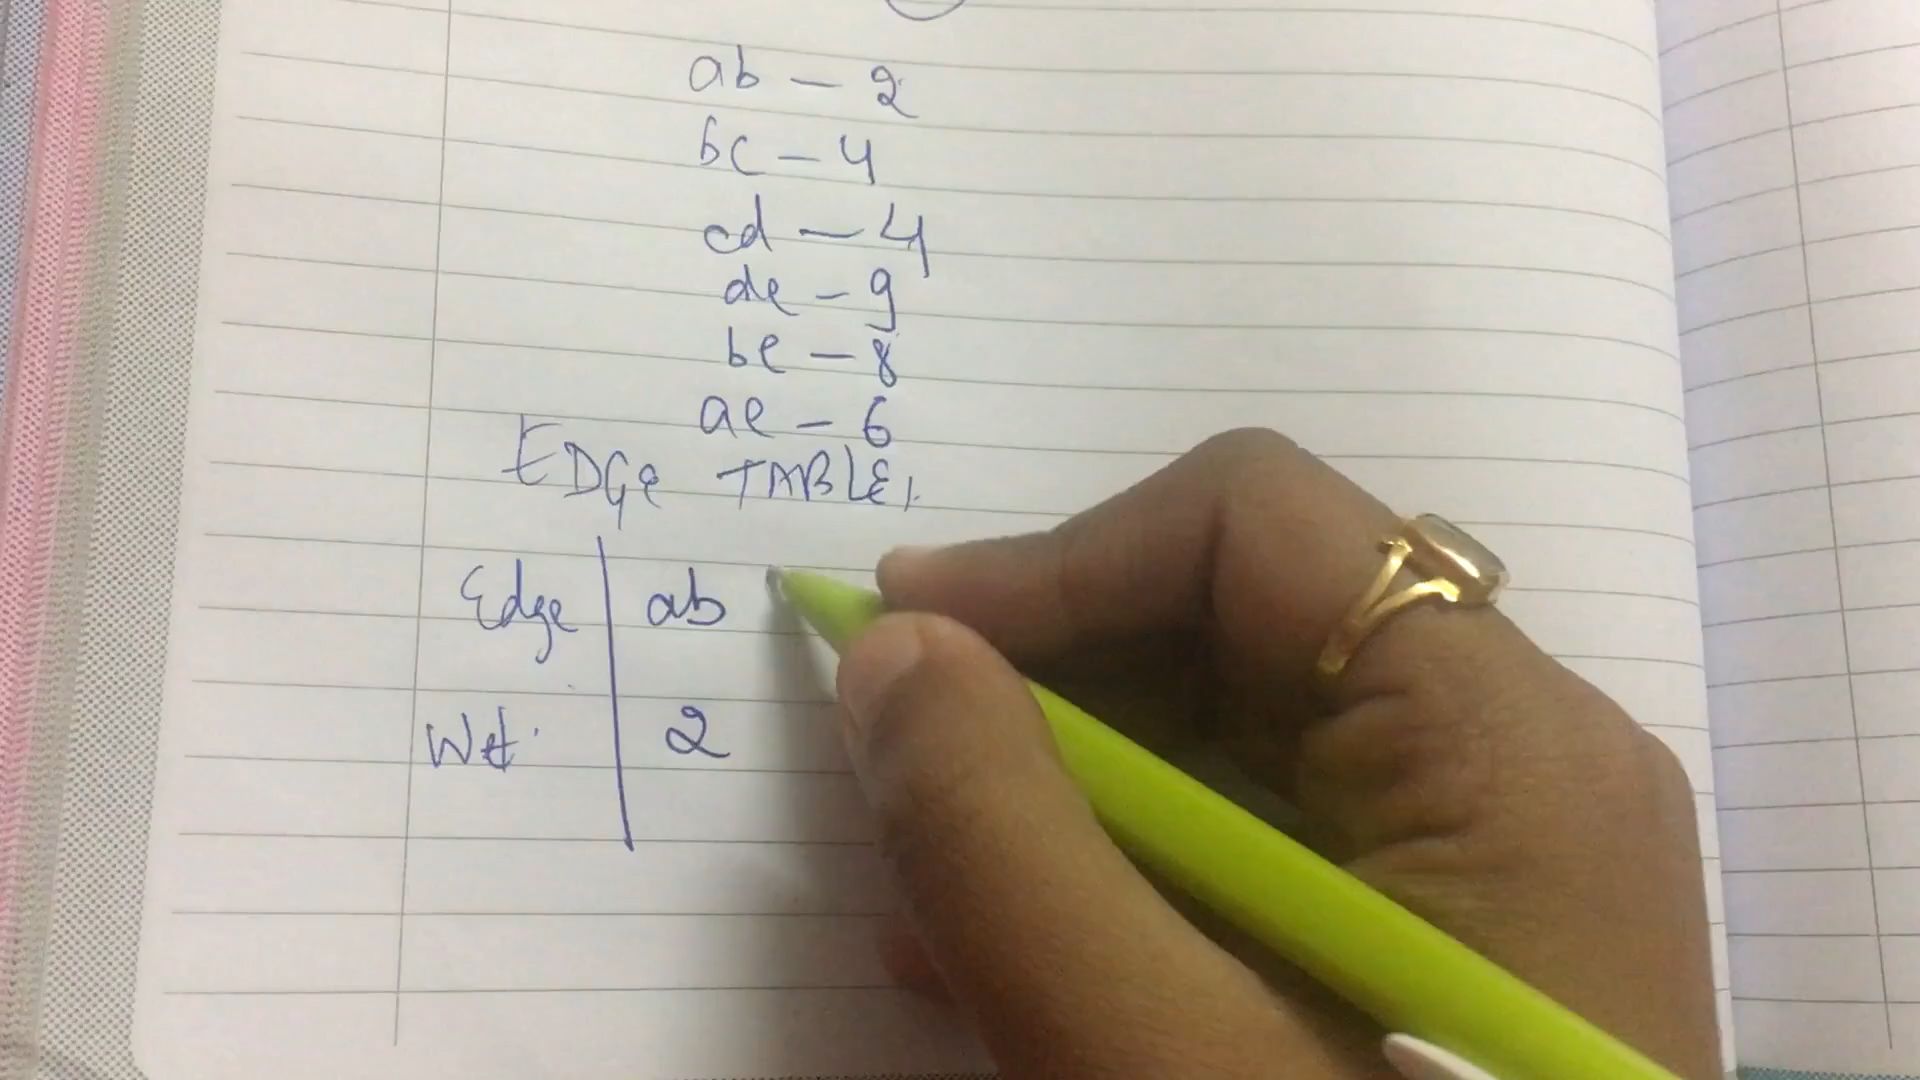 ab - 2
bc - 4
cd - 4
de - 9
be - 8
ae - 6
EDGe TABLE,
Edge ab
Wt. 2